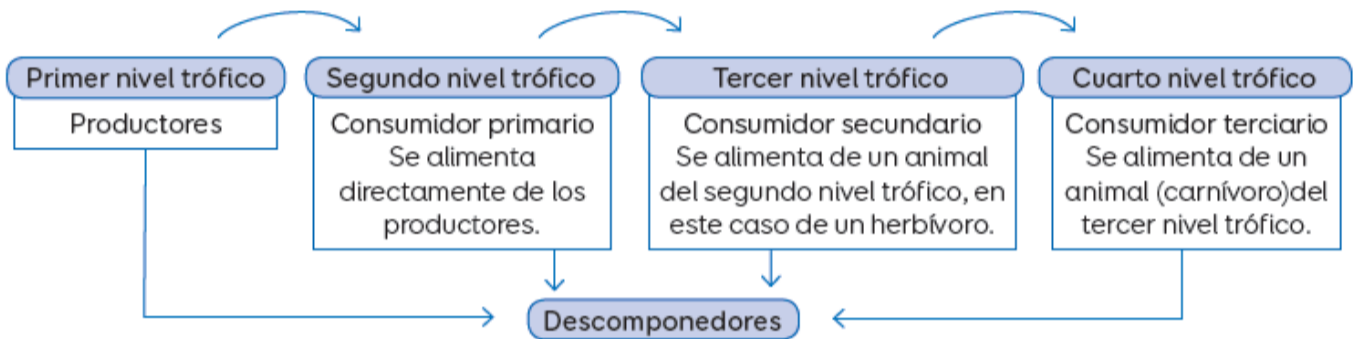 Primer nivel trófico
Productores
Segundo nivel trófico
Consumidor primario
Se alimenta
directamente de los
productores.
Tercer nivel trófico
Consumidor secundario
Se alimenta de un animal
del segundo nivel trófico, en
este caso de un herbívoro.
Cuarto nivel trófico
Consumidor terciario
Se alimenta de un
animal (carnívoro)del
tercer nivel trófico.
Descomponedores